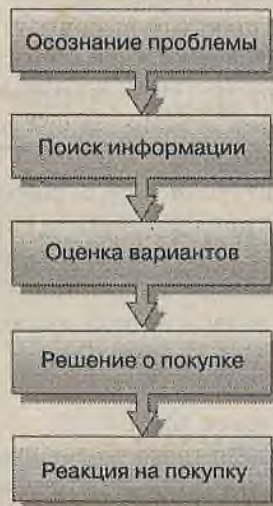 Осознание проблемы
Поиск информации
Оценка вариантов
Решение о покупке
Реакция на покупку